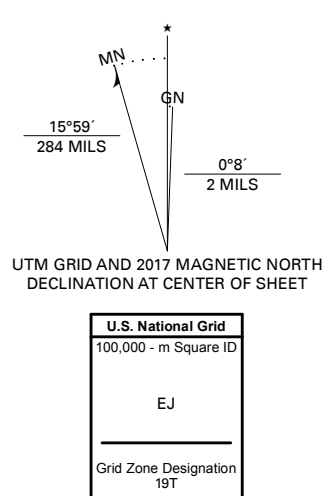 ★
MN
GN
15°59´
284 MILS
0°8´
2 MILS
UTM GRID AND 2017 MAGNETIC NORTH
DECLINATION AT CENTER OF SHEET
U.S. National Grid
100,000 - m Square ID
EJ
Grid Zone Designation
19T